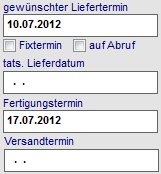 gewünschter Liefertermin
10.07.2012
Fixtermin auf Abruf
tats. Lieferdatum
. .
Fertigungstermin
17.07.2012
Versandtermin
. .